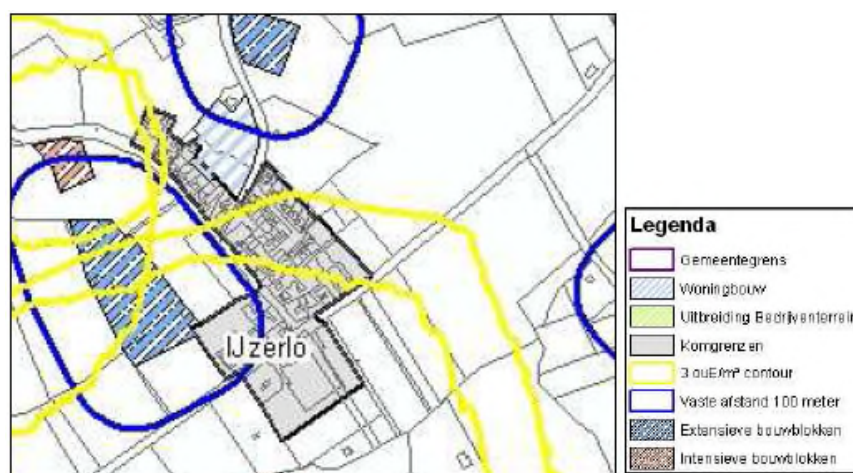 IJzerlo
Legenda
Gemeentegrens
Woningbouw
Uitbreiding Bedrijventerrein
Komgrenzen
3 ouE/m³ contour
Vaste afstand 100 meter
Extensieve bouwblokken
Intensieve bouwblokken